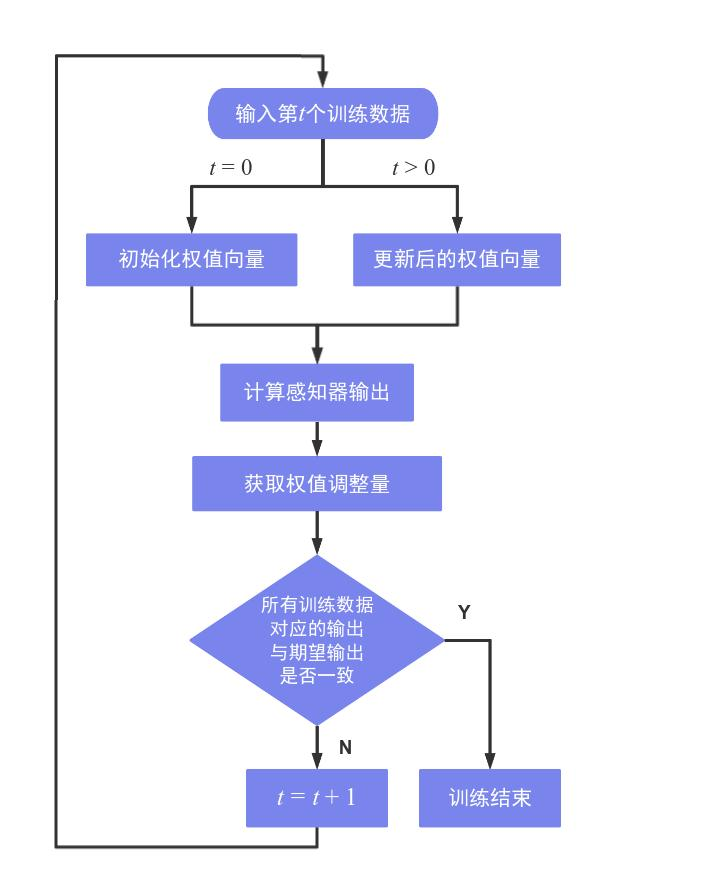 输入第t个训练数据
t = 0
t > 0
初始化权值向量
更新后的权值向量
计算感知器输出
获取权值调整量
所有训练数据
对应的输出
与期望输出
是否一致
Y
N
t = t + 1
训练结束